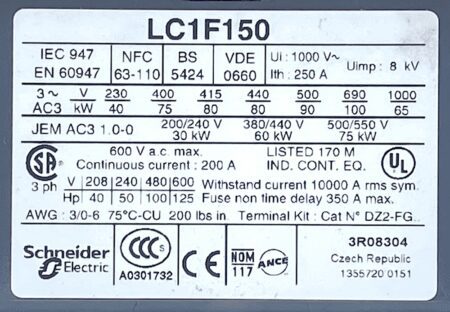 LC1F150
IEC 947 EN 60947
NFC 63-110
BS 5424
VDE 0660
Ui : 1000 V~
Ith : 250 A
Uimp : 8 kV
3~ V 230 400 415 440 500 690 1000
AC3 kW 40 75 80 80 90 100 65
JEM AC3 1.0-0 200/240 V 380/440 V 500/550 V
30 kW 60 kW 75 kW
600 V a.c. max. LISTED 170 M
Continuous current : 200 A IND. CONT. EQ.
SA
UL
3 ph V 208 240 480 600 Withstand current 10000 A rms sym.
Hp 40 50 100 125 Fuse non time delay 350 A max.
AWG : 3/0-6 75°C-CU 200 lbs in. Terminal Kit : Cat N° DZ2-FG..
Schneider Electric
CCC
A0301732
CE
NOM 117
ANCE
3R08304
Czech Republic
1355720 0151